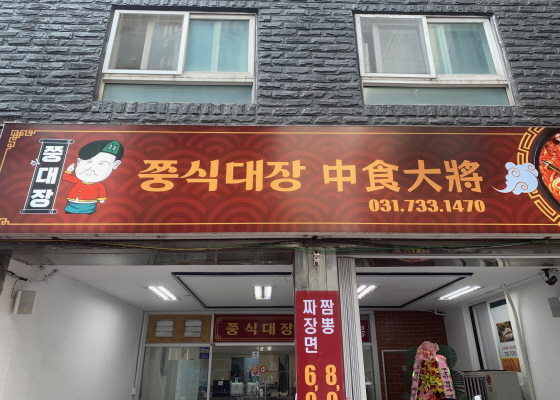 쭝대장
쭝식대장 中食大將
031.733.1470
쭝식대장
짬뽕 8,
짜장면 6,